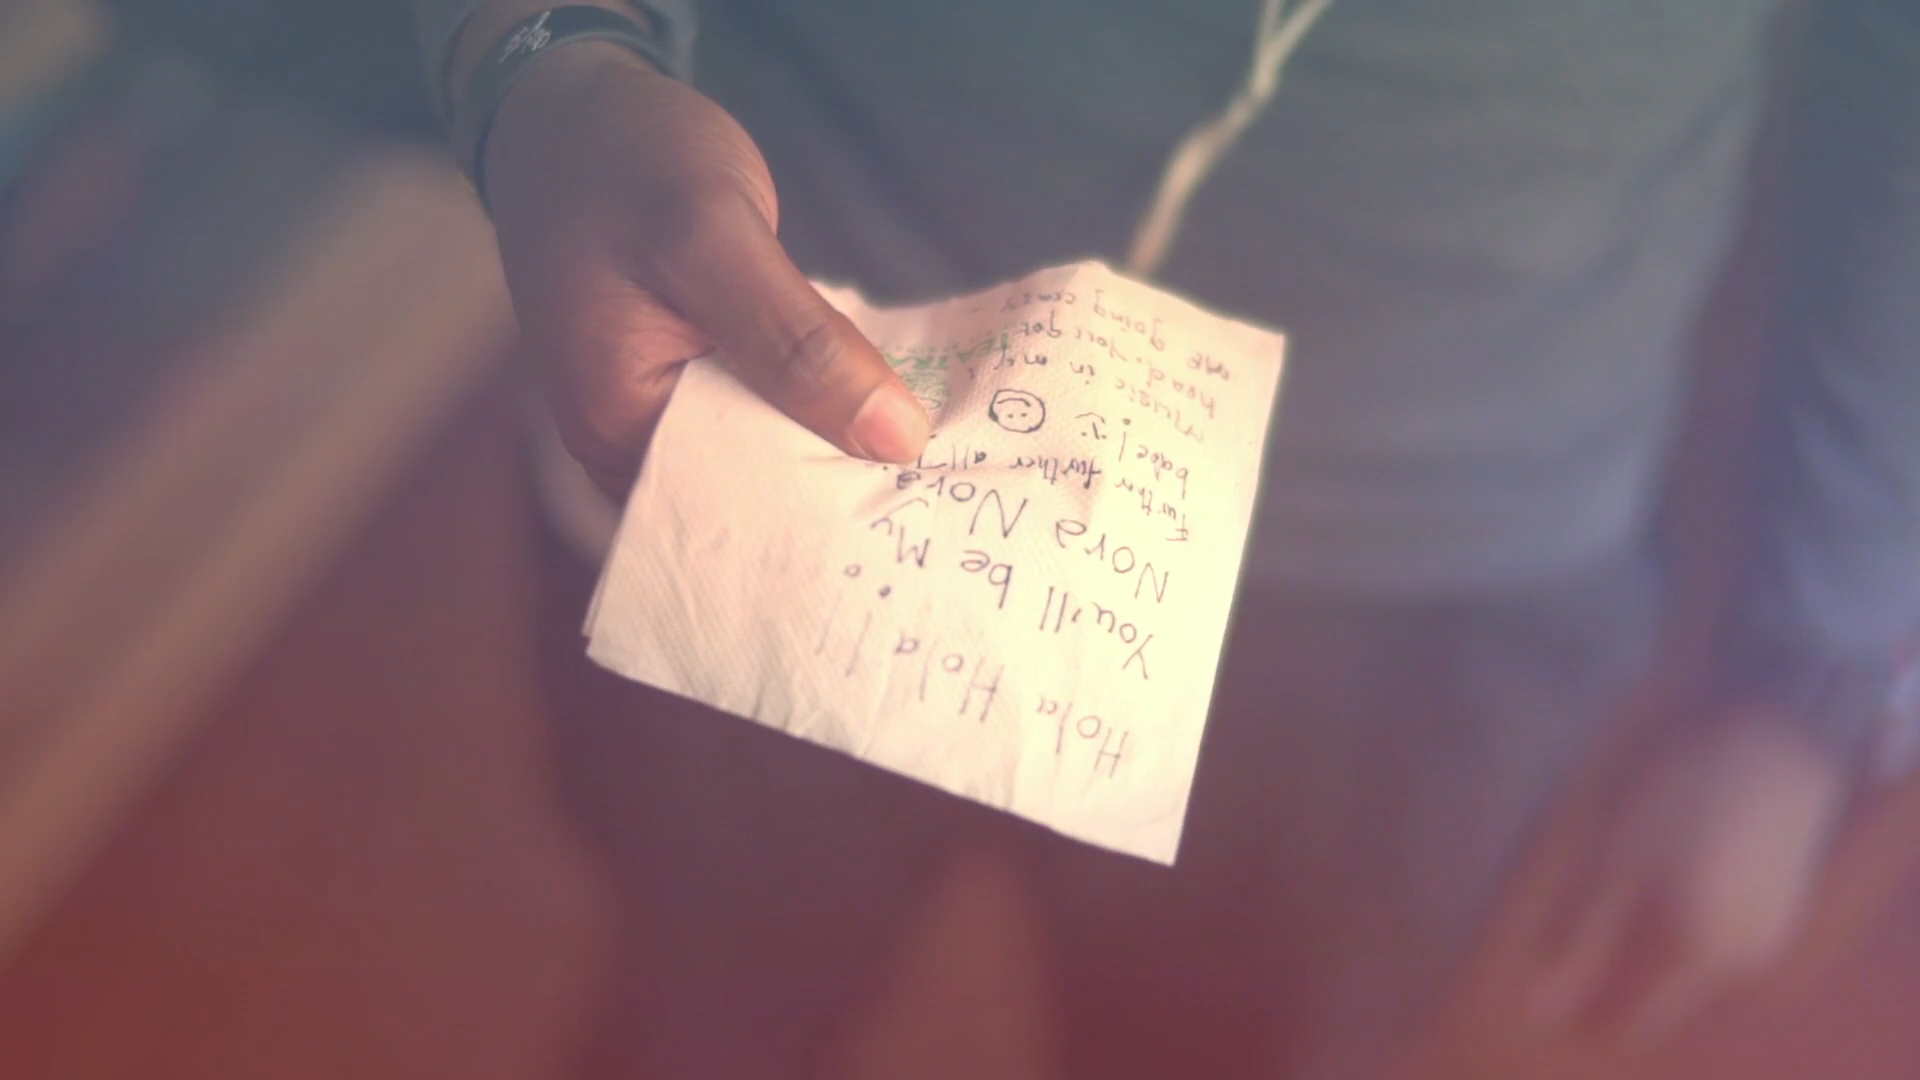 Hola Hola!!
You'll be My
Nora Nora
Further further all
babe! :)
Music in my
head. You got
me going crazy